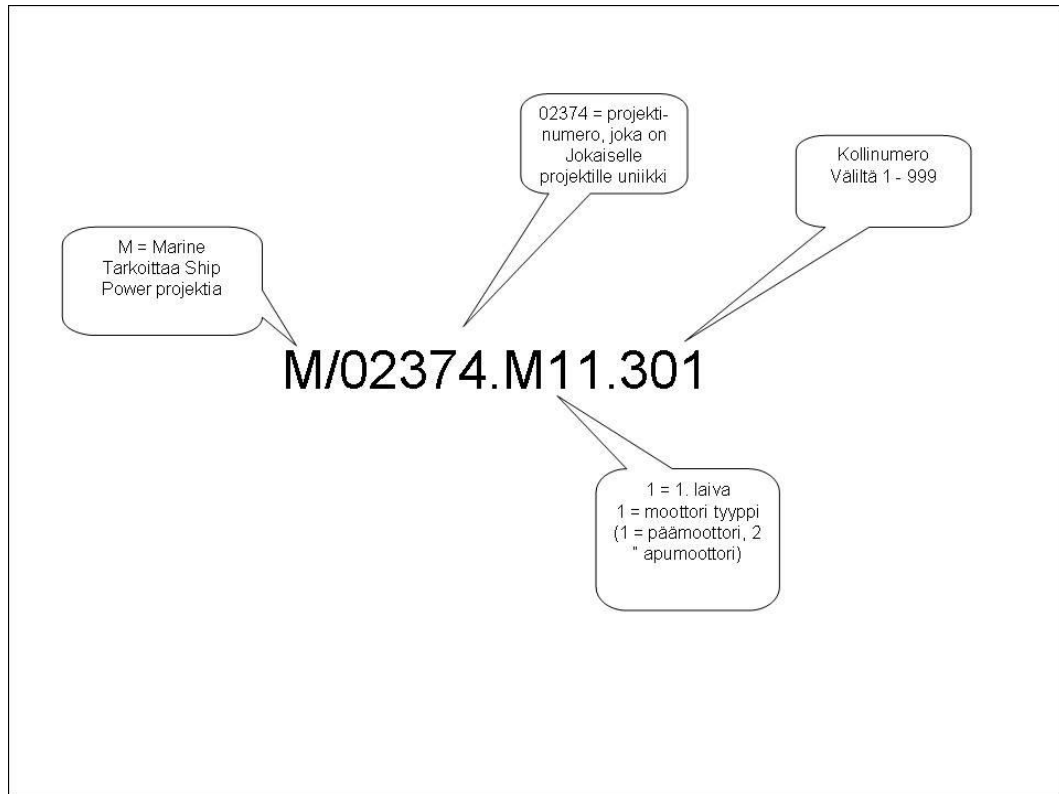 02374 = projekti-
numero, joka on
Jokaiselle
projektille uniikki
Kollinumero
Väliltä 1 - 999
M = Marine
Tarkoittaa Ship
Power projektia
M/02374.M11.301
1 = 1. laiva
1 = moottori tyyppi
(1 = päämoottori, 2
" apumoottori)